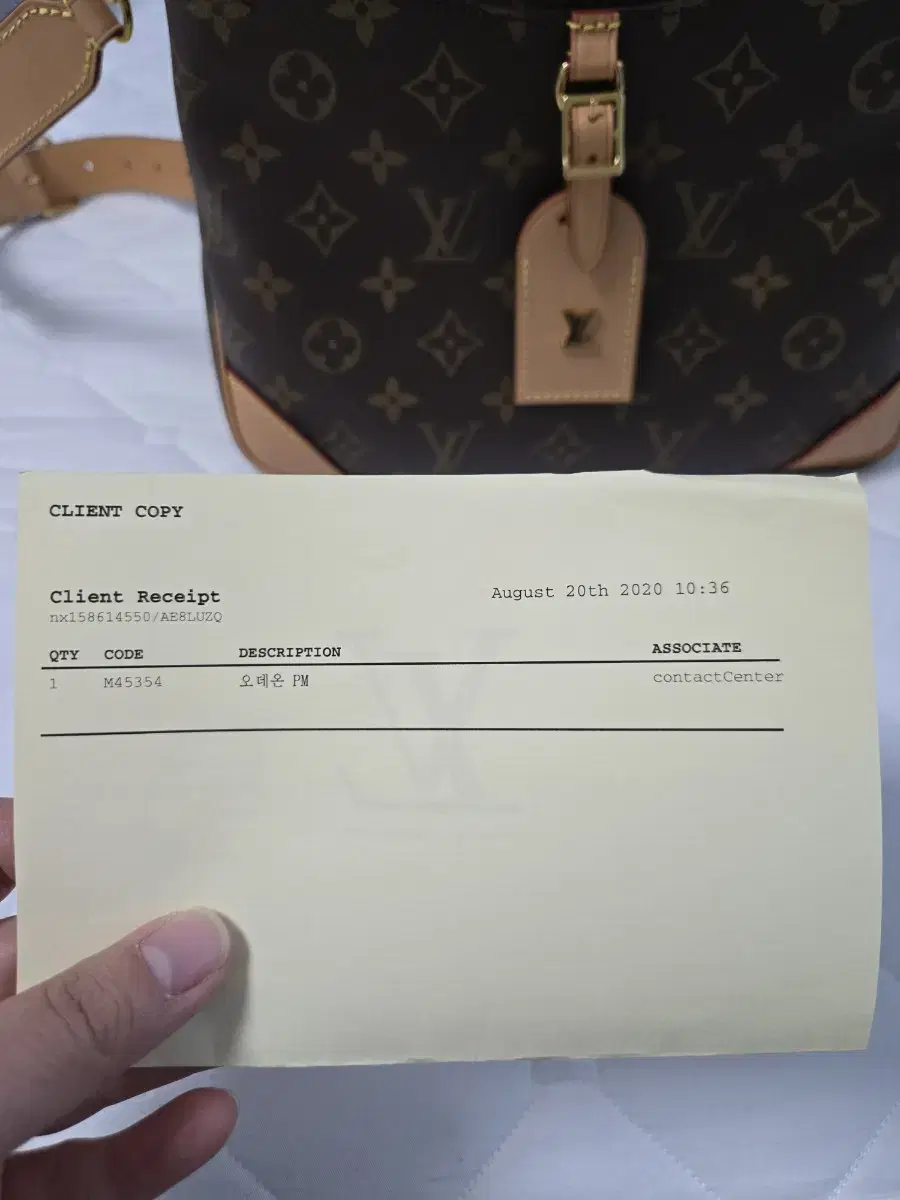 CLIENT COPY
Client Receipt
August 20th 2020 10:36
nx158614550/AE8LUZQ
QTY CODE DESCRIPTION ASSOCIATE
1 M45354 오데온 PM contactCenter